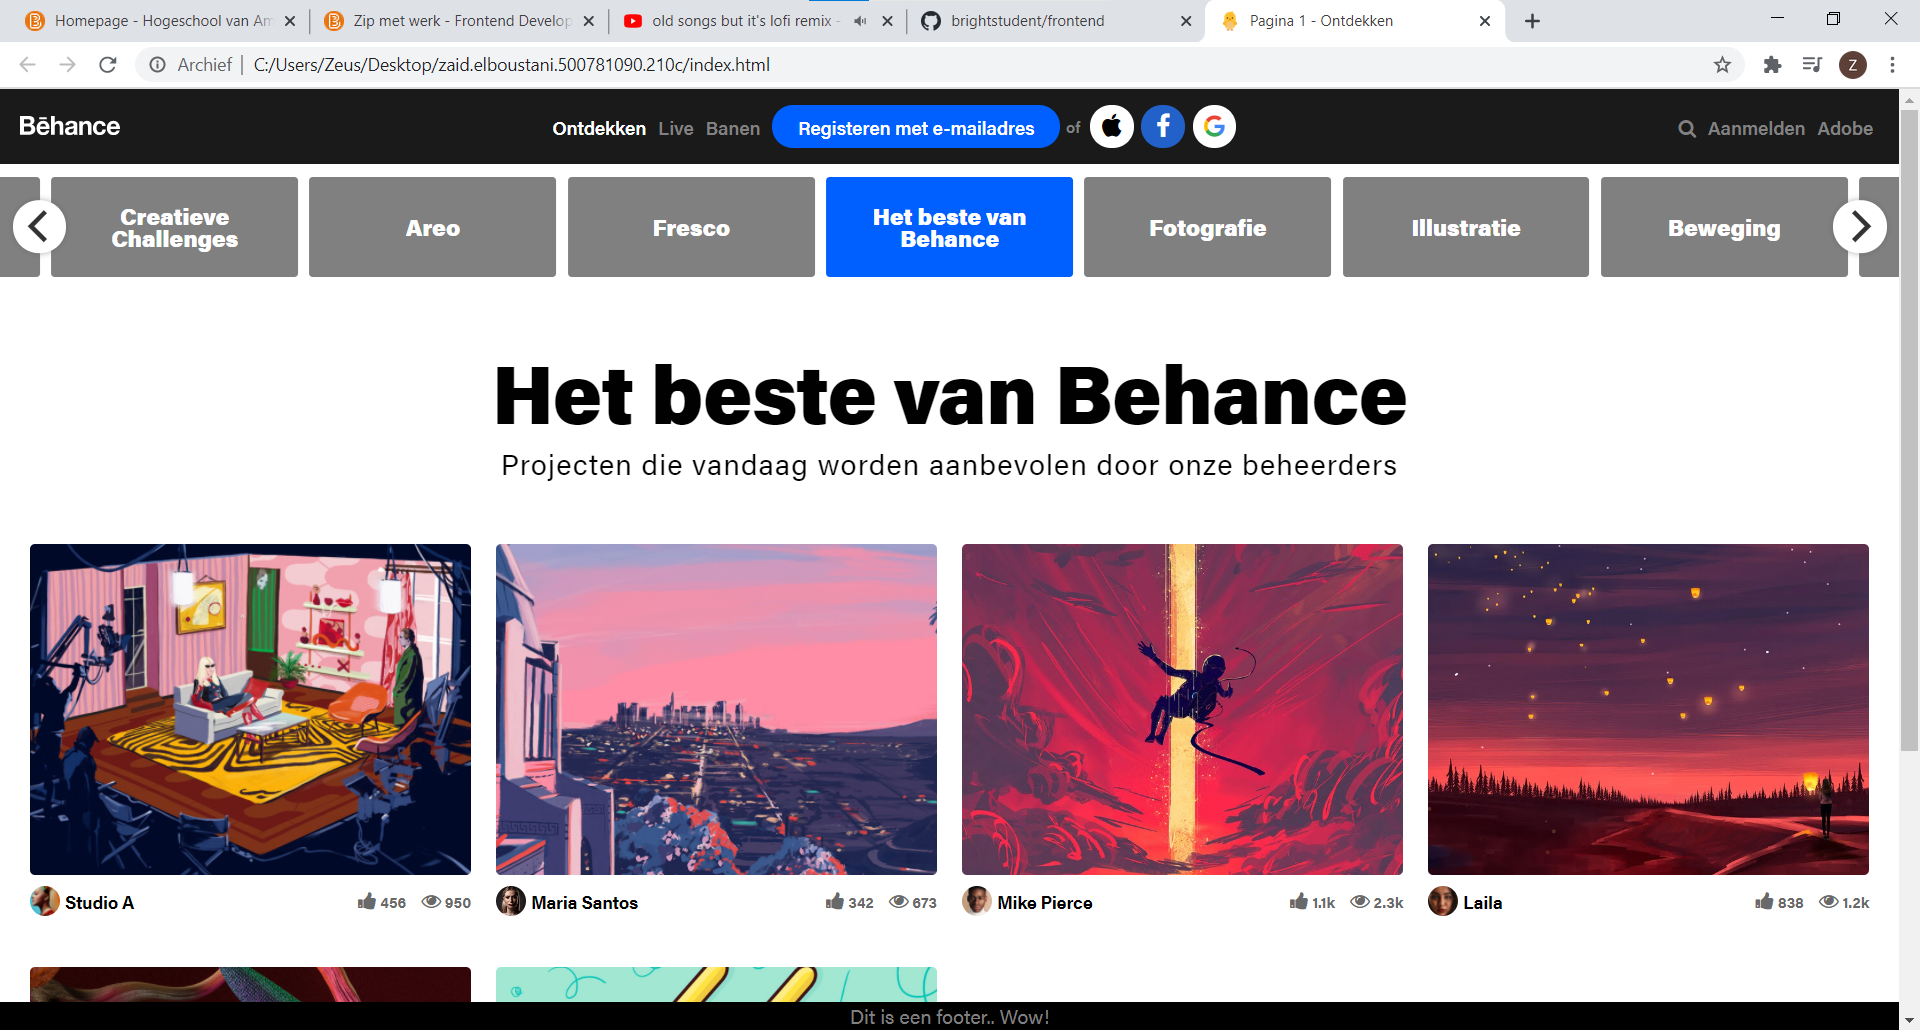 Homepage - Hogeschool van Am
Zip met werk - Frontend Develop
old songs but it's lofi remix -
brightstudent/frontend
Pagina 1 - Ontdekken
Archief | C:/Users/Zeus/Desktop/zaid.elboustani.500781090.210c/index.html
Z
Bēhance
Ontdekken Live Banen Registeren met e-mailadres of
Aanmelden Adobe
Creatieve
Challenges
Areo
Fresco
Het beste van
Behance
Fotografie
Illustratie
Beweging
Het beste van Behance
Projecten die vandaag worden aanbevolen door onze beheerders
Studio A 456 950
Maria Santos 342 673
Mike Pierce 1.1k 2.3k
Laila 838 1.2k
Dit is een footer.. Wow!